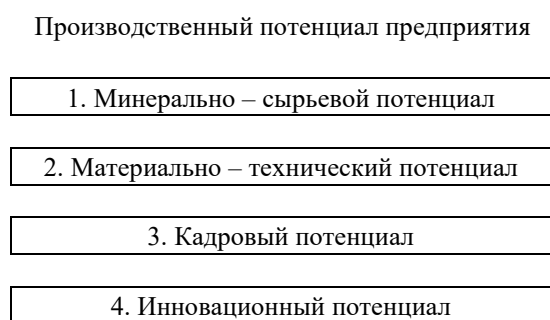 Производственный потенциал предприятия
1. Минерально – сырьевой потенциал
2. Материально – технический потенциал
3. Кадровый потенциал
4. Инновационный потенциал